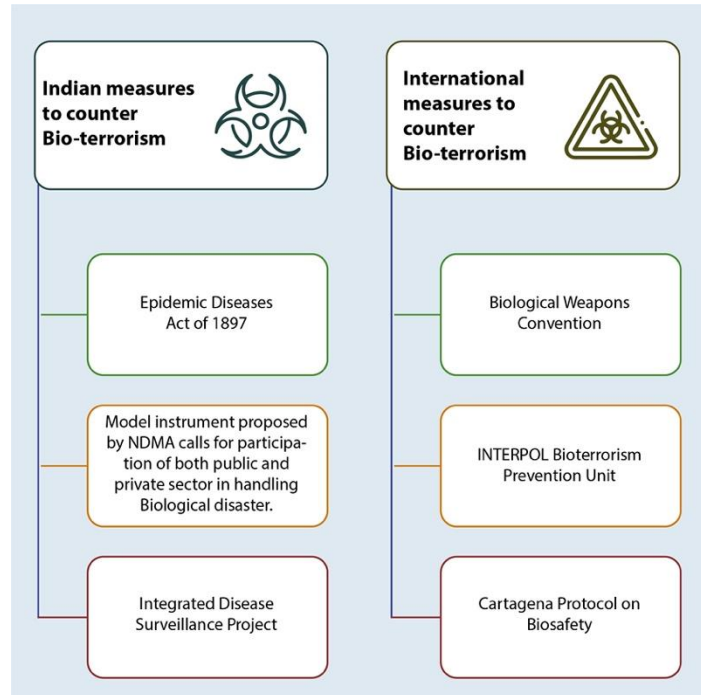 Indian measures
to counter
Bio-terrorism
Epidemic Diseases
Act of 1897
Model instrument proposed
by NDMA calls for participa-
tion of both public and
private sector in handling
Biological disaster.
Integrated Disease
Surveillance Project
International
measures to
counter
Bio-terrorism
Biological Weapons
Convention
INTERPOL Bioterrorism
Prevention Unit
Cartagena Protocol on
Biosafety